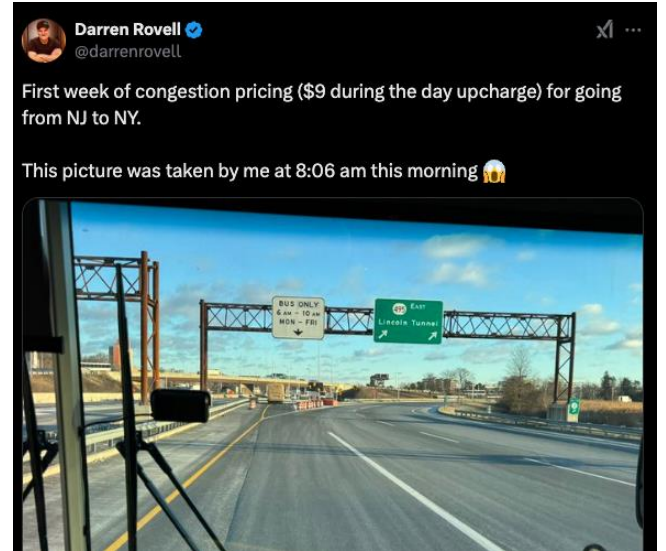 Darren Rovell
@darrenrovell
First week of congestion pricing ($9 during the day upcharge) for going
from NJ to NY.
This picture was taken by me at 8:06 am this morning 😱
BUS ONLY
6 AM - 10 AM
MON - FRI
495 EAST
Lincoln Tunnel